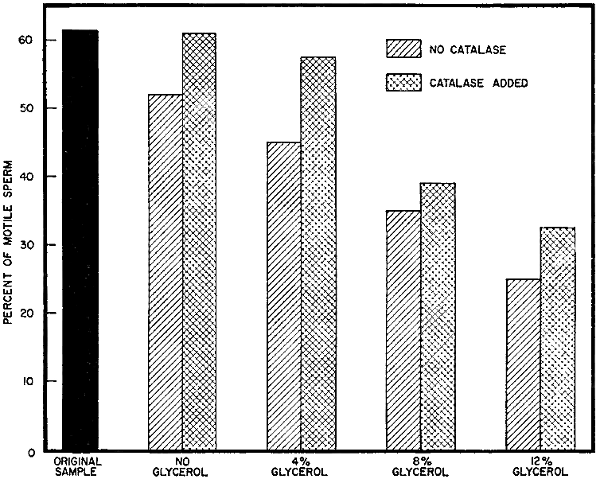 PERCENT OF MOTILE SPERM
60
50
40
30
20
10
0
NO CATALASE
CATALASE ADDED
ORIGINAL
SAMPLE
NO
GLYCEROL
4%
GLYCEROL
8%
GLYCEROL
12%
GLYCEROL